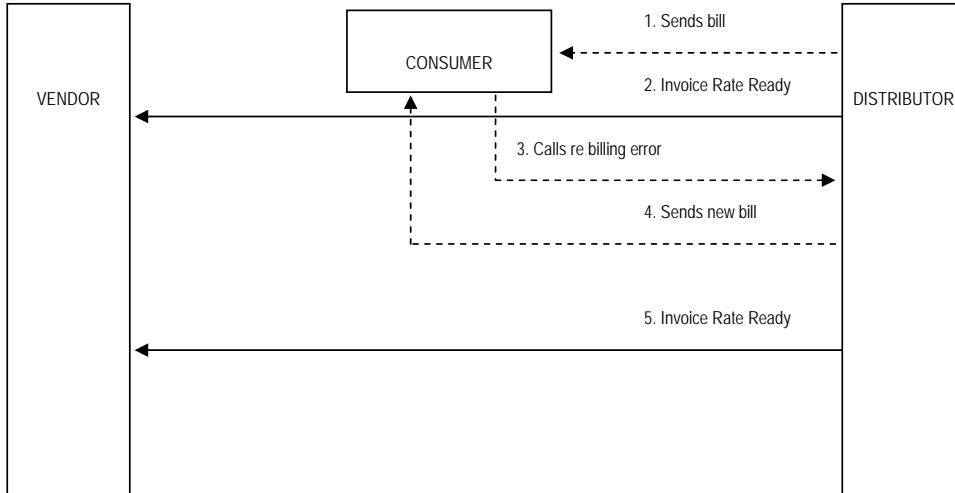 1. Sends bill
CONSUMER
2. Invoice Rate Ready
VENDOR
DISTRIBUTOR
3. Calls re billing error
4. Sends new bill
5. Invoice Rate Ready